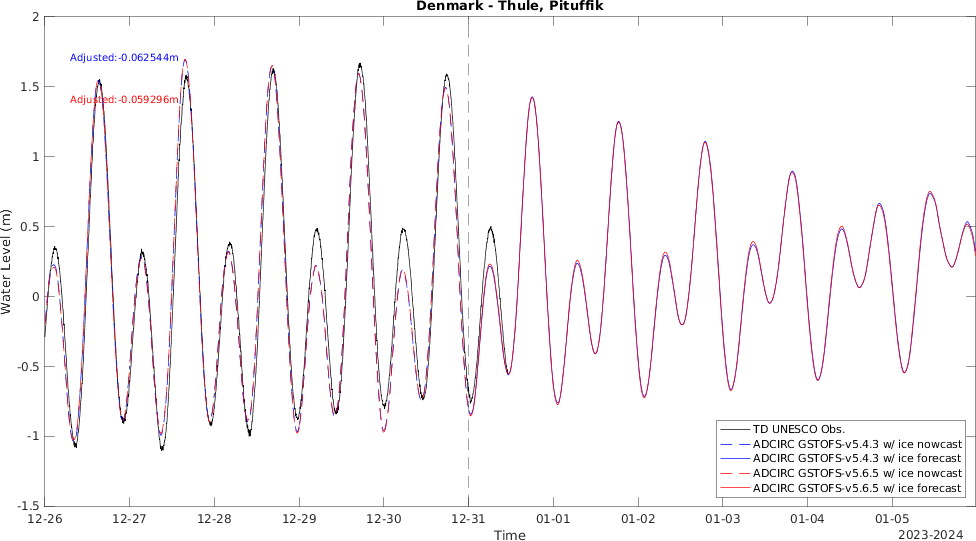 Denmark - Thule, Pituffik
2
1.5
1
0.5
0
-0.5
-1
-1.5
Water Level (m)
Adjusted:-0.062544m
Adjusted:-0.059296m
TD UNESCO Obs.
ADCIRC GSTOFS-v5.4.3 w/ ice nowcast
ADCIRC GSTOFS-v5.4.3 w/ ice forecast
ADCIRC GSTOFS-v5.6.5 w/ ice nowcast
ADCIRC GSTOFS-v5.6.5 w/ ice forecast
12-26 12-27 12-28 12-29 12-30 12-31 01-01 01-02 01-03 01-04 01-05
Time
2023-2024